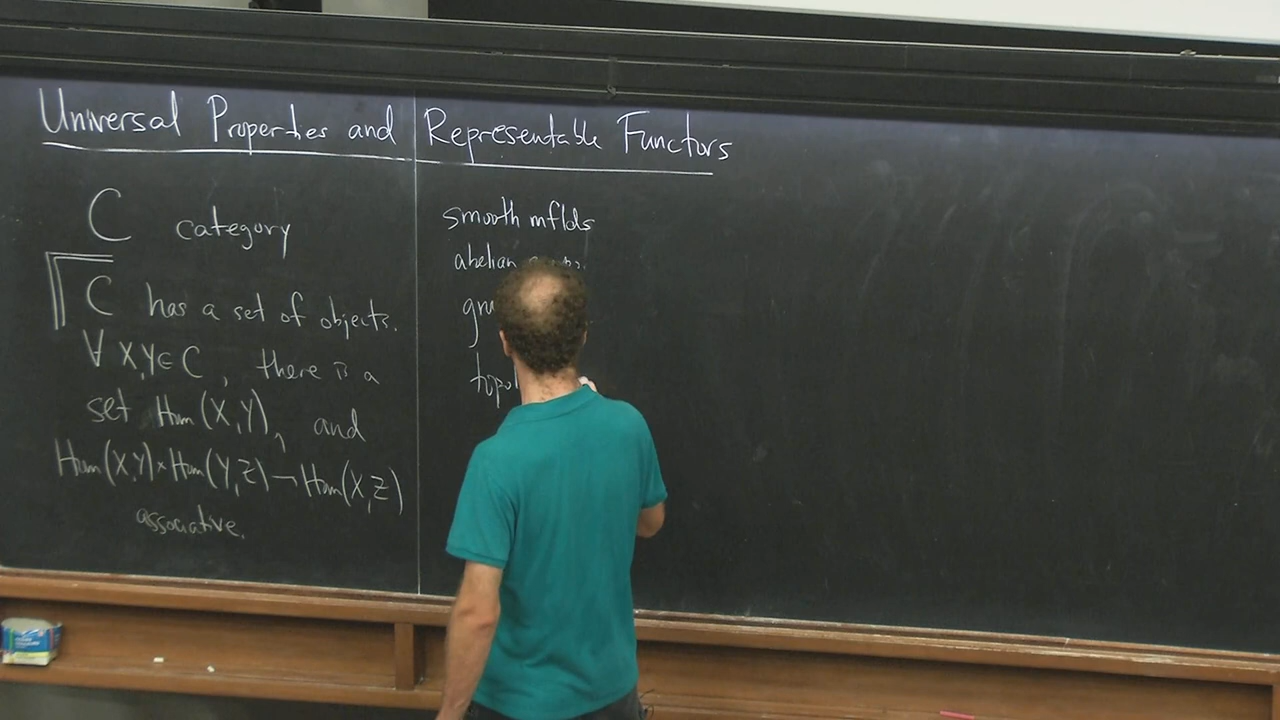 Universal Properties and Representable Functors
C category
C has a set of objects.
∀ X,Y∈C, there is a
set Hom(X,Y), and
Hom(X,Y)×Hom(Y,Z)→Hom(X,Z)
associative.
smooth mflds
abelian